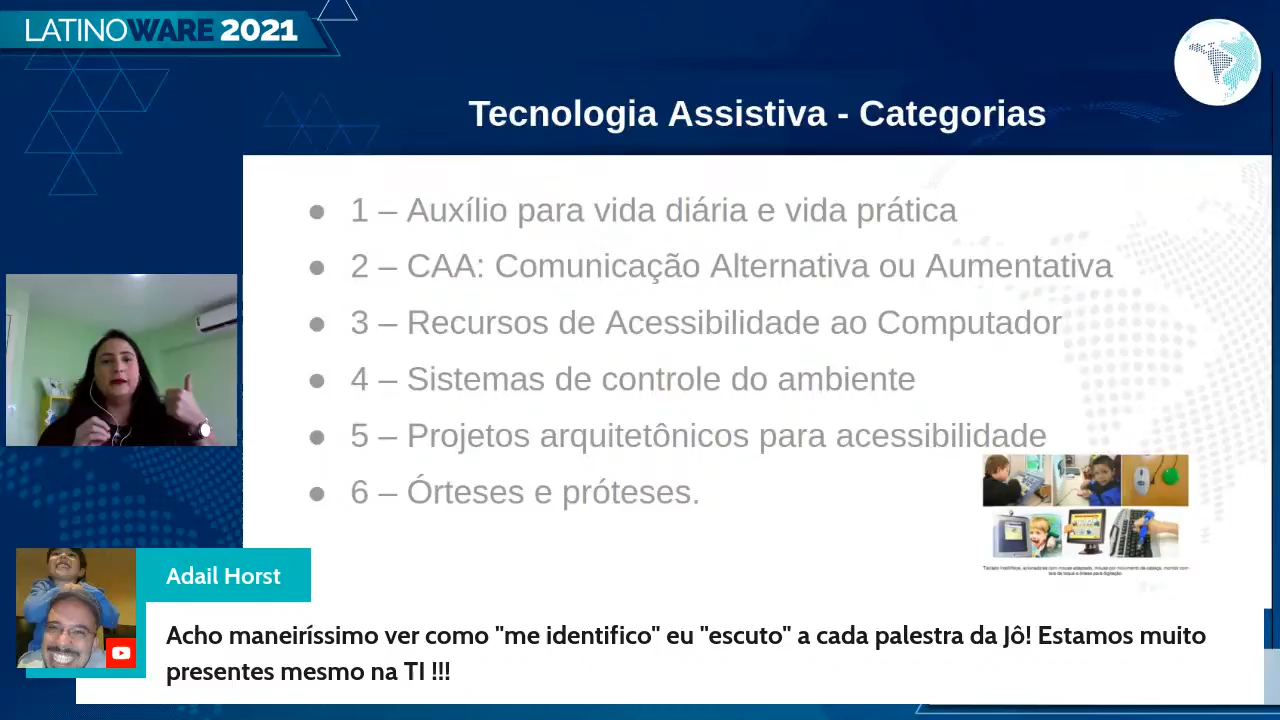 LATINOWARE 2021
Tecnologia Assistiva - Categorias
● 1 – Auxílio para vida diária e vida prática
● 2 – CAA: Comunicação Alternativa ou Aumentativa
● 3 – Recursos de Acessibilidade ao Computador
● 4 – Sistemas de controle do ambiente
● 5 – Projetos arquitetônicos para acessibilidade
● 6 – Órteses e próteses.
Adail Horst
Acho maneiríssimo ver como "me identifico" eu "escuto" a cada palestra da Jô! Estamos muito
presentes mesmo na TI !!!